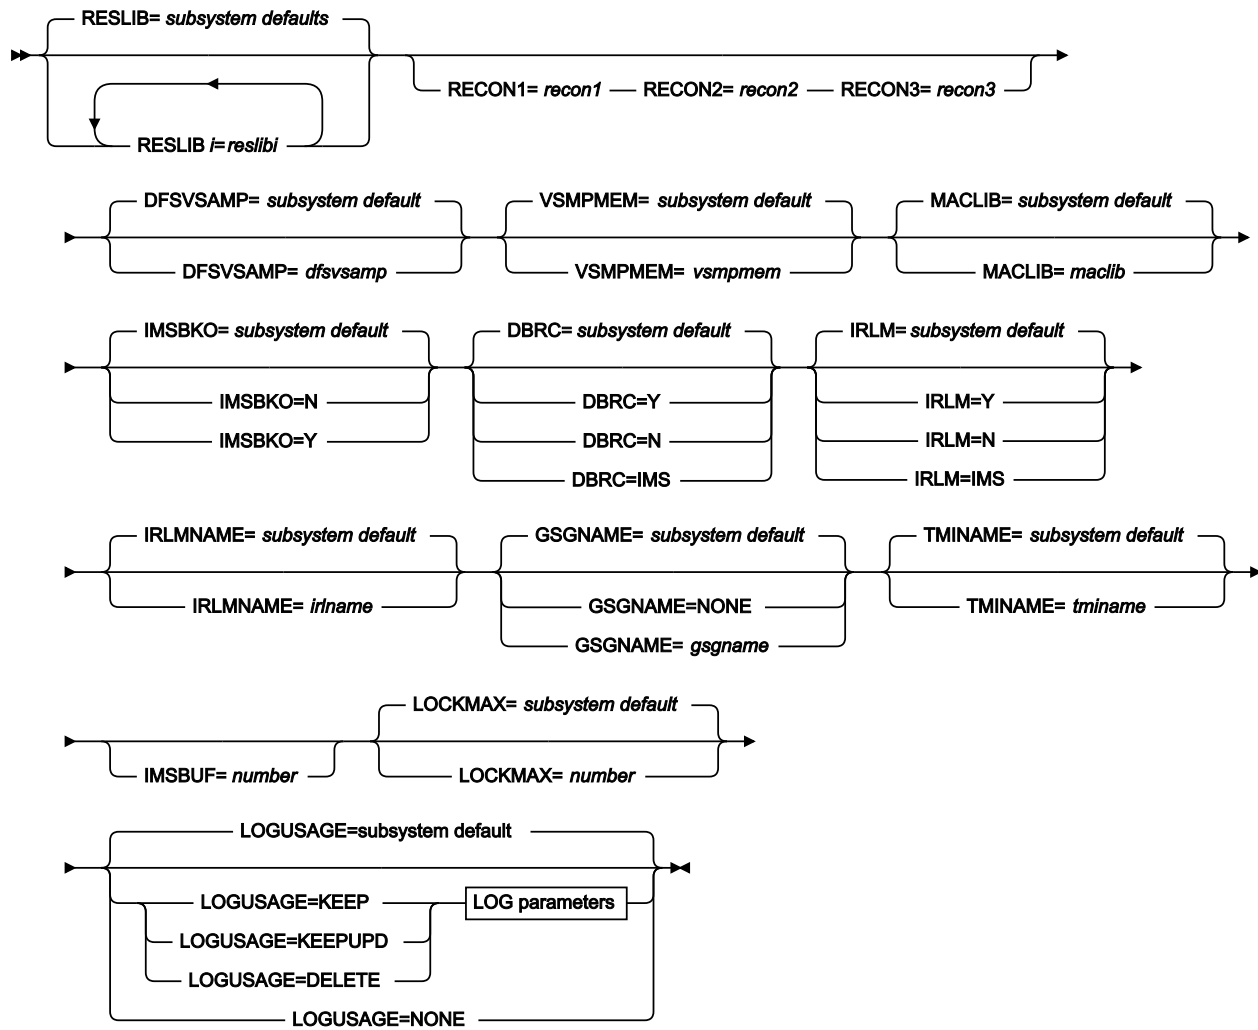 RESLIB= subsystem defaults
RESLIB i=reslibi
RECON1= recon1 RECON2= recon2 RECON3= recon3
DFSVSAMP= subsystem default
DFSVSAMP= dfsvsamp
VSMPMEM= subsystem default
VSMPMEM= vsmpmem
MACLIB= subsystem default
MACLIB= maclib
IMSBKO= subsystem default
IMSBKO=N
IMSBKO=Y
DBRC= subsystem default
DBRC=Y
DBRC=N
DBRC=IMS
IRLM= subsystem default
IRLM=Y
IRLM=N
IRLM=IMS
IRLMNAME= subsystem default
IRLMNAME= irlname
GSGNAME= subsystem default
GSGNAME=NONE
GSGNAME= gsgname
TMINAME= subsystem default
TMINAME= tminame
IMSBUF= number
LOCKMAX= subsystem default
LOCKMAX= number
LOGUSAGE=subsystem default
LOGUSAGE=KEEP
LOGUSAGE=KEEPUPD
LOGUSAGE=DELETE
LOG parameters
LOGUSAGE=NONE